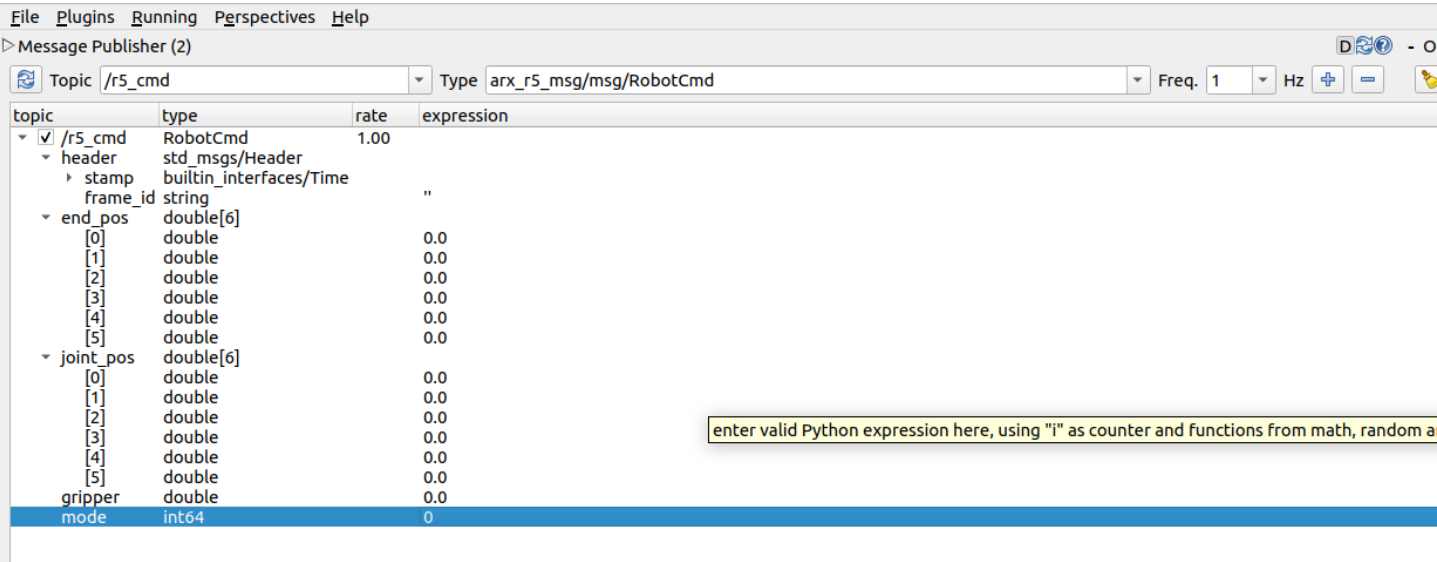 File Plugins Running Perspectives Help
Message Publisher (2) D - O
Topic /r5_cmd Type arx_r5_msg/msg/RobotCmd Freq. 1 Hz
topic type rate expression
/r5_cmd RobotCmd 1.00
header std_msgs/Header
stamp builtin_interfaces/Time
frame_id string ''
end_pos double[6]
[0] double 0.0
[1] double 0.0
[2] double 0.0
[3] double 0.0
[4] double 0.0
[5] double 0.0
joint_pos double[6]
[0] double 0.0
[1] double 0.0
[2] double 0.0
enter valid Python expression here, using "i" as counter and functions from math, random a
[3] double 0.0
[4] double 0.0
[5] double 0.0
gripper double 0.0
mode int64 0